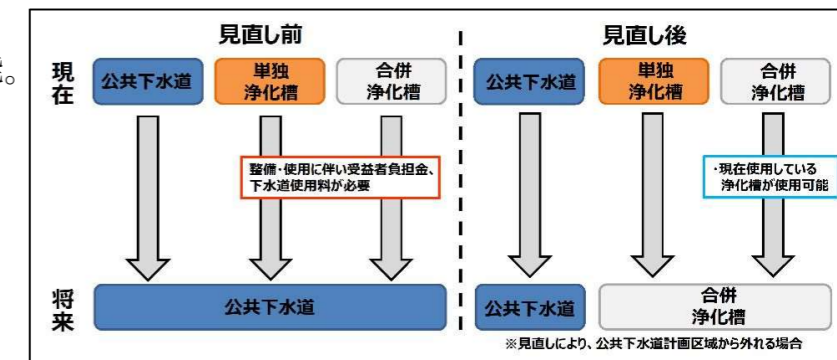 見直し前
見直し後
現在
公共下水道
単独
浄化槽
合併
浄化槽
公共下水道
単独
浄化槽
合併
浄化槽
整備・使用に伴い受益者負担金、
下水道使用料が必要
・現在使用している
浄化槽が使用可能
将来
公共下水道
公共下水道
合併
浄化槽
※見直しにより、公共下水道計画区域から外れる場合